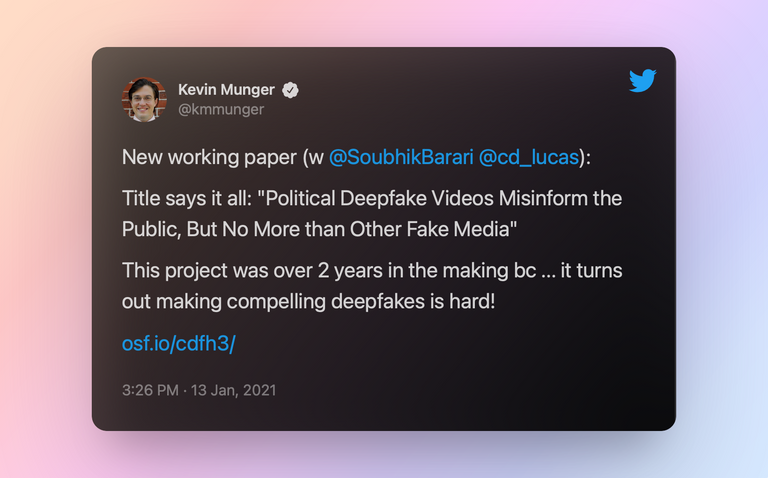 Kevin Munger
@kmmunger
New working paper (w @SoubhikBarari @cd_lucas):
Title says it all: "Political Deepfake Videos Misinform the
Public, But No More than Other Fake Media"
This project was over 2 years in the making bc ... it turns
out making compelling deepfakes is hard!
osf.io/cdfh3/
3:26 PM · 13 Jan, 2021